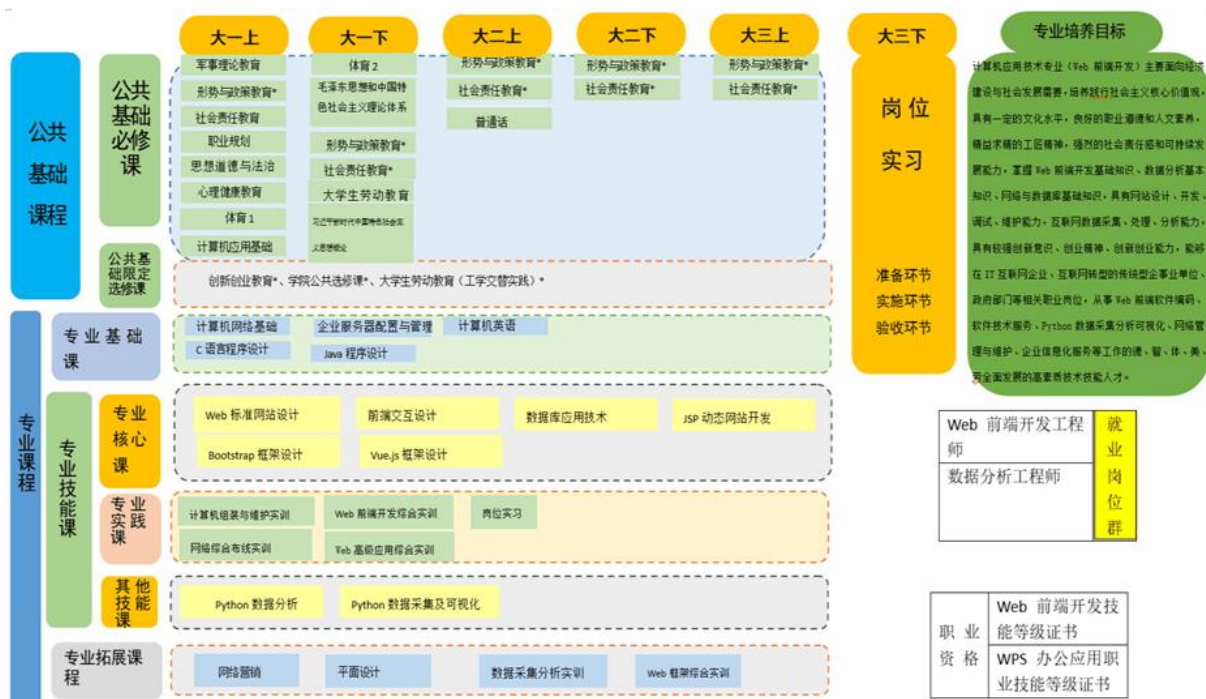 大一上
大一下
大二上
大二下
大三上
大三下
专业培养目标
公共
基础
课程
公共
基础
必修
课
军事理论教育
形势与政策教育*
社会责任教育
职业规划
思想道德与法治
心理健康教育
体育1
计算机应用基础
体育2
毛泽东思想和中国特
色社会主义理论体系
形势与政策教育*
社会责任教育*
大学生劳动教育
习近平新时代中国特色社会主
义思想概论
形势与政策教育*
社会责任教育*
普通话
形势与政策教育*
社会责任教育*
形势与政策教育*
社会责任教育*
岗位
实习
准备环节
实施环节
验收环节
计算机应用技术专业（Web 前端开发）主要面向经济
建设与社会发展需要，培养践行社会主义核心价值观，
具有一定的文化水平，良好的职业道德和人文素养，
精益求精的工匠精神，强烈的社会责任感和可持续发
展能力，掌握 Web 前端开发基础知识、数据分析基本
知识、网络与数据库基础知识，具有网站设计、开发、
调试、维护能力，互联网数据采集、处理、分析能力，
具有较强创新意识、创业精神、创新创业能力，能够
在 IT 互联网企业、互联网转型的传统型企事业单位、
政府部门等相关职业岗位，从事 Web 前端软件编码、
软件技术服务、Python 数据采集分析可视化、网络管
理与维护、企业信息化服务等工作的德、智、体、美、
劳全面发展的高素质技术技能人才。
公共基
础限定
选修课
创新创业教育*、学院公共选修课*、大学生劳动教育（工学交替实践）*
专业课程
专业基础
课
计算机网络基础
企业服务器配置与管理
计算机英语
C 语言程序设计
Java 程序设计
专业技能课
专业
核心
课
Web 标准网站设计
前端交互设计
数据库应用技术
JSP 动态网站开发
Bootstrap 框架设计
Vue.js 框架设计
专业
实践
课
计算机组装与维护实训
Web 前端开发综合实训
岗位实习
网络综合布线实训
Web 高级应用综合实训
其他
技能
课
Python 数据分析
Python 数据采集及可视化
专业拓展课
程
网络营销
平面设计
数据采集分析实训
Web 框架综合实训
Web 前端开发工程
师
数据分析工程师
就业岗位群
职业
资格
Web 前端开发技
能等级证书
WPS 办公应用职
业技能等级证书